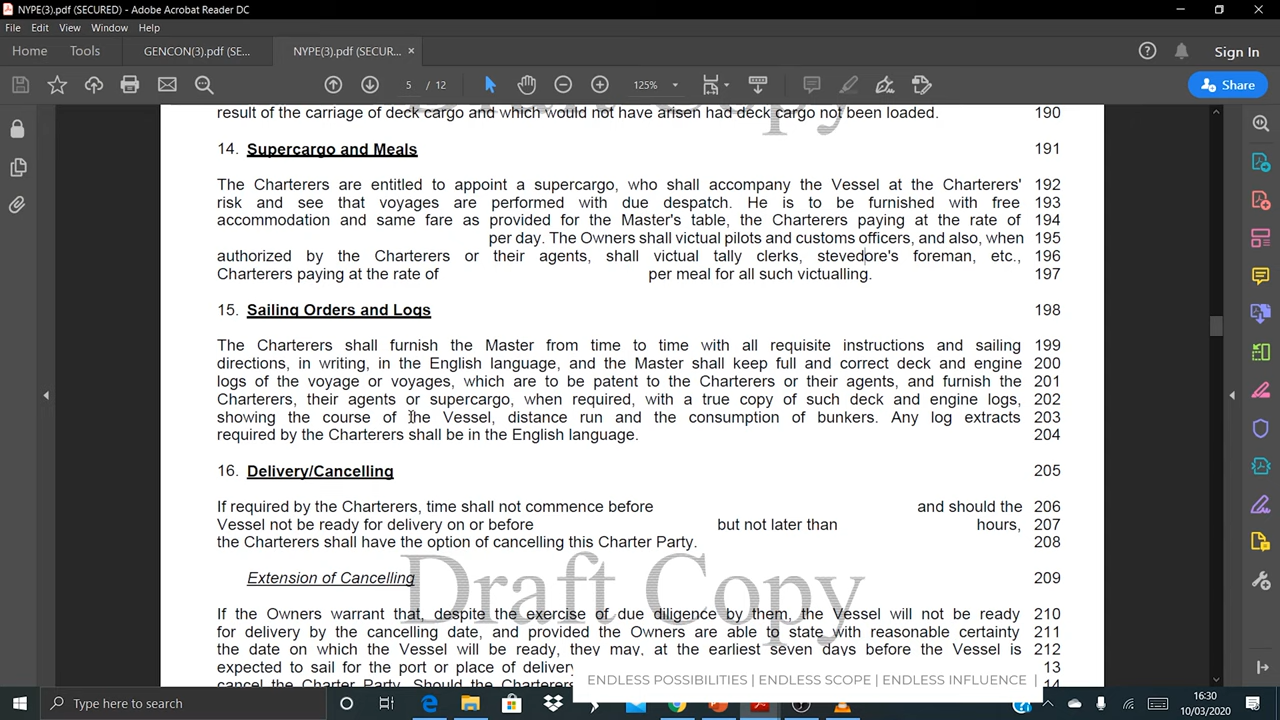 NYPE(3).pdf (SECURED) - Adobe Acrobat Reader DC
File Edit View Window Help
Home Tools GENCON(3).pdf (SE... NYPE(3).pdf (SECUR... × Sign In
5 / 12 125% Share
result of the carriage of deck cargo and which would not have arisen had deck cargo not been loaded. 190
14. Supercargo and Meals 191
The Charterers are entitled to appoint a supercargo, who shall accompany the Vessel at the Charterers' 192
risk and see that voyages are performed with due despatch. He is to be furnished with free 193
accommodation and same fare as provided for the Master's table, the Charterers paying at the rate of 194
per day. The Owners shall victual pilots and customs officers, and also, when 195
authorized by the Charterers or their agents, shall victual tally clerks, stevedore's foreman, etc., 196
Charterers paying at the rate of per meal for all such victualling. 197
15. Sailing Orders and Logs 198
The Charterers shall furnish the Master from time to time with all requisite instructions and sailing 199
directions, in writing, in the English language, and the Master shall keep full and correct deck and engine 200
logs of the voyage or voyages, which are to be patent to the Charterers or their agents, and furnish the 201
Charterers, their agents or supercargo, when required, with a true copy of such deck and engine logs, 202
showing the course of the Vessel, distance run and the consumption of bunkers. Any log extracts 203
required by the Charterers shall be in the English language. 204
16. Delivery/Cancelling 205
If required by the Charterers, time shall not commence before and should the 206
Vessel not be ready for delivery on or before but not later than hours, 207
the Charterers shall have the option of cancelling this Charter Party. 208
Draft Copy
Extension of Cancelling 209
If the Owners warrant that, despite the exercise of due diligence by them, the Vessel will not be ready 210
for delivery by the cancelling date, and provided the Owners are able to state with reasonable certainty 211
the date on which the Vessel will be ready, they may, at the earliest seven days before the Vessel is 212
expected to sail for the port or place of delivery 13
cancel the Charter Party. Should the Charterers 14
ENDLESS POSSIBILITIES | ENDLESS SCOPE | ENDLESS INFLUENCE |
Type here to search
16:30
10/03/2020